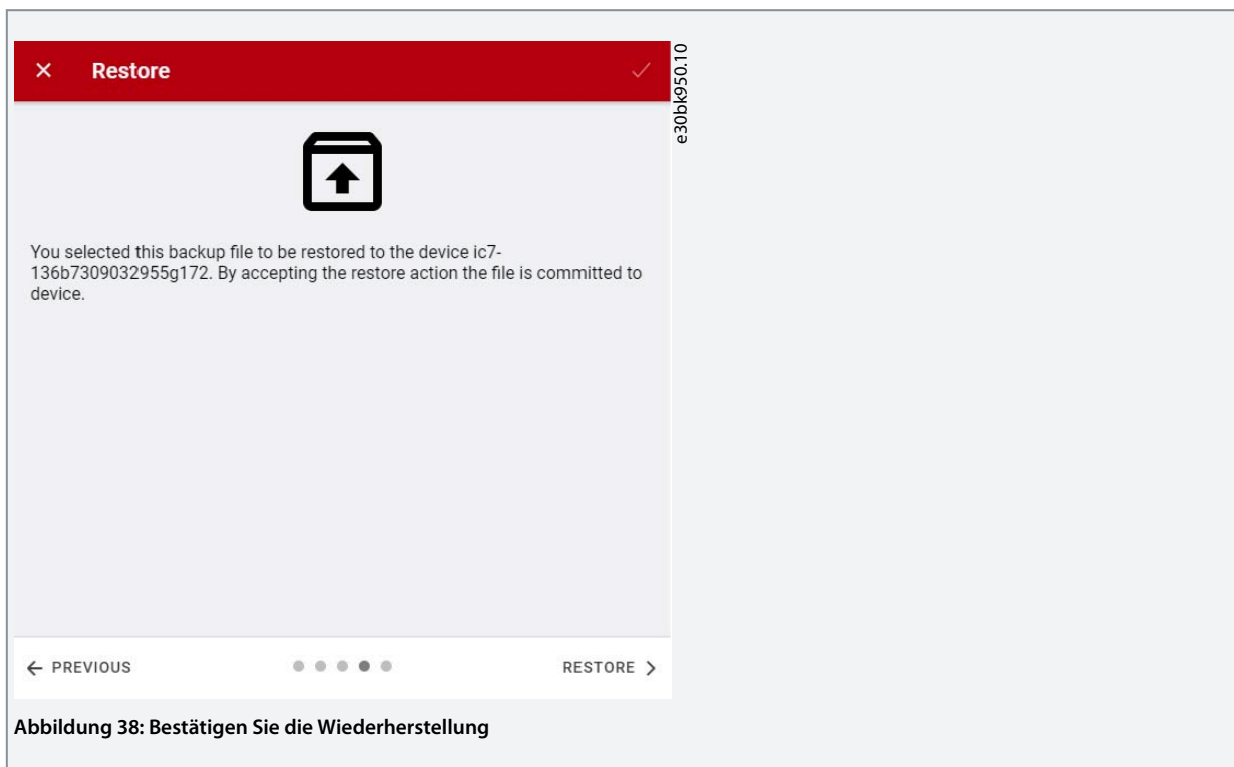 × Restore ✓
e30bk950.10
You selected this backup file to be restored to the device ic7-
136b7309032955g172. By accepting the restore action the file is committed to
device.
← PREVIOUS
RESTORE >
Abbildung 38: Bestätigen Sie die Wiederherstellung